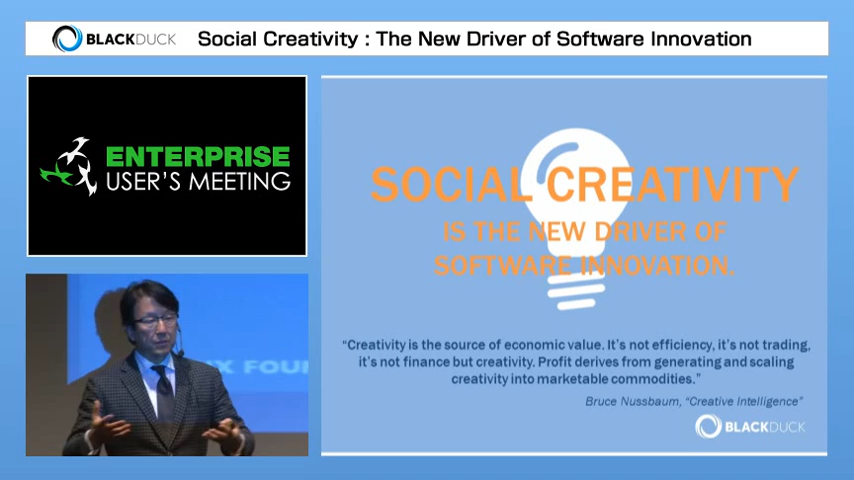 BLACKDUCK Social Creativity : The New Driver of Software Innovation
ENTERPRISE
USER'S MEETING
SOCIAL CREATIVITY
IS THE NEW DRIVER OF
SOFTWARE INNOVATION.
"Creativity is the source of economic value. It's not efficiency, it's not trading,
it's not finance but creativity. Profit derives from generating and scaling
creativity into marketable commodities."
Bruce Nussbaum, "Creative Intelligence"
BLACKDUCK